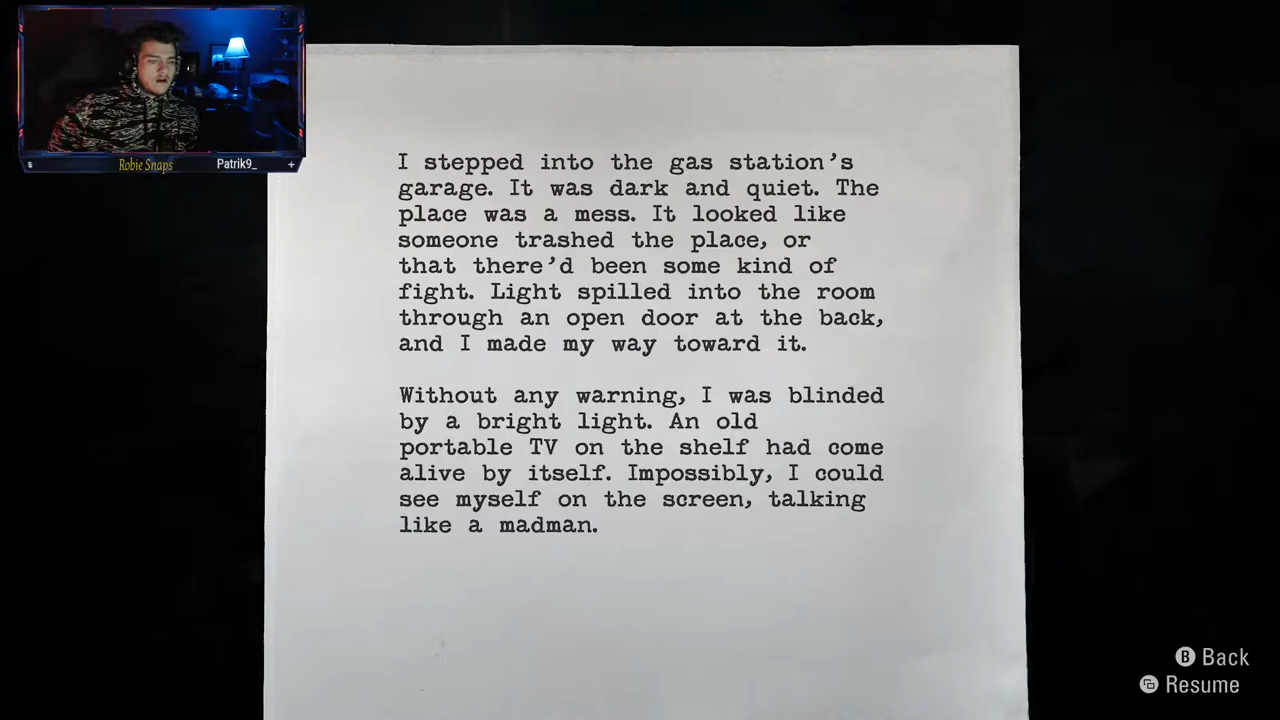 s Robie Snaps Patrik9_ +
I stepped into the gas station's
garage. It was dark and quiet. The
place was a mess. It looked like
someone trashed the place, or
that there'd been some kind of
fight. Light spilled into the room
through an open door at the back,
and I made my way toward it.
Without any warning, I was blinded
by a bright light. An old
portable TV on the shelf had come
alive by itself. Impossibly, I could
see myself on the screen, talking
like a madman.
B Back
Resume